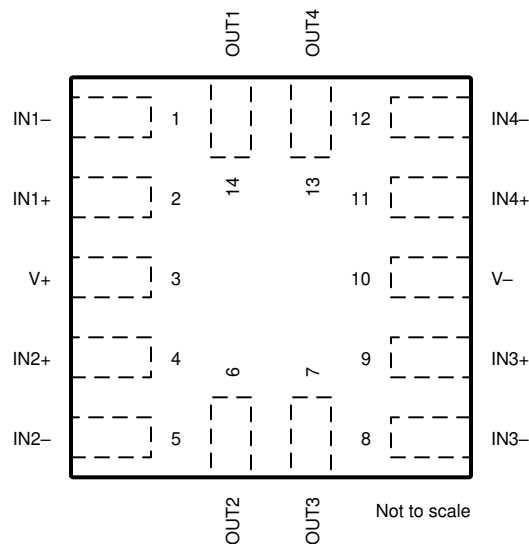 OUT1
OUT4
IN1–
1
12
IN4–
14
13
IN1+
2
11
IN4+
V+
3
10
V–
IN2+
4
6
7
9
IN3+
IN2–
5
8
IN3–
OUT2
OUT3
Not to scale